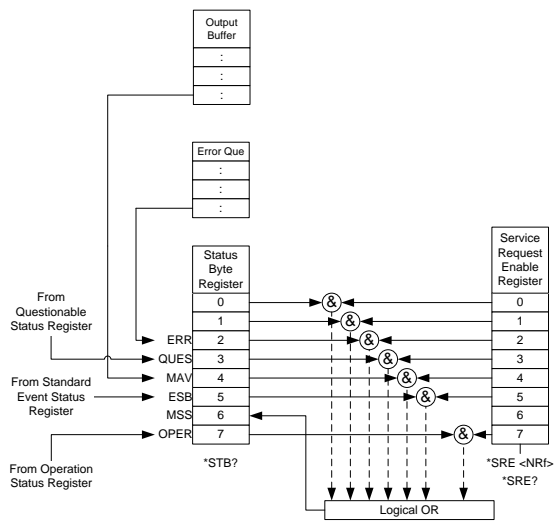 Output
Buffer
:
:
:
Error Que
:
:
:
Status
Byte
Register
0
1
2
3
4
5
6
7
*STB?
From
Questionable
Status Register
From Standard
Event Status
Register
From Operation
Status Register
ERR
QUES
MAV
ESB
MSS
OPER
&
&
&
&
&
&
&
Service
Request
Enable
Register
0
1
2
3
4
5
6
7
*SRE <NRf>
*SRE?
Logical OR